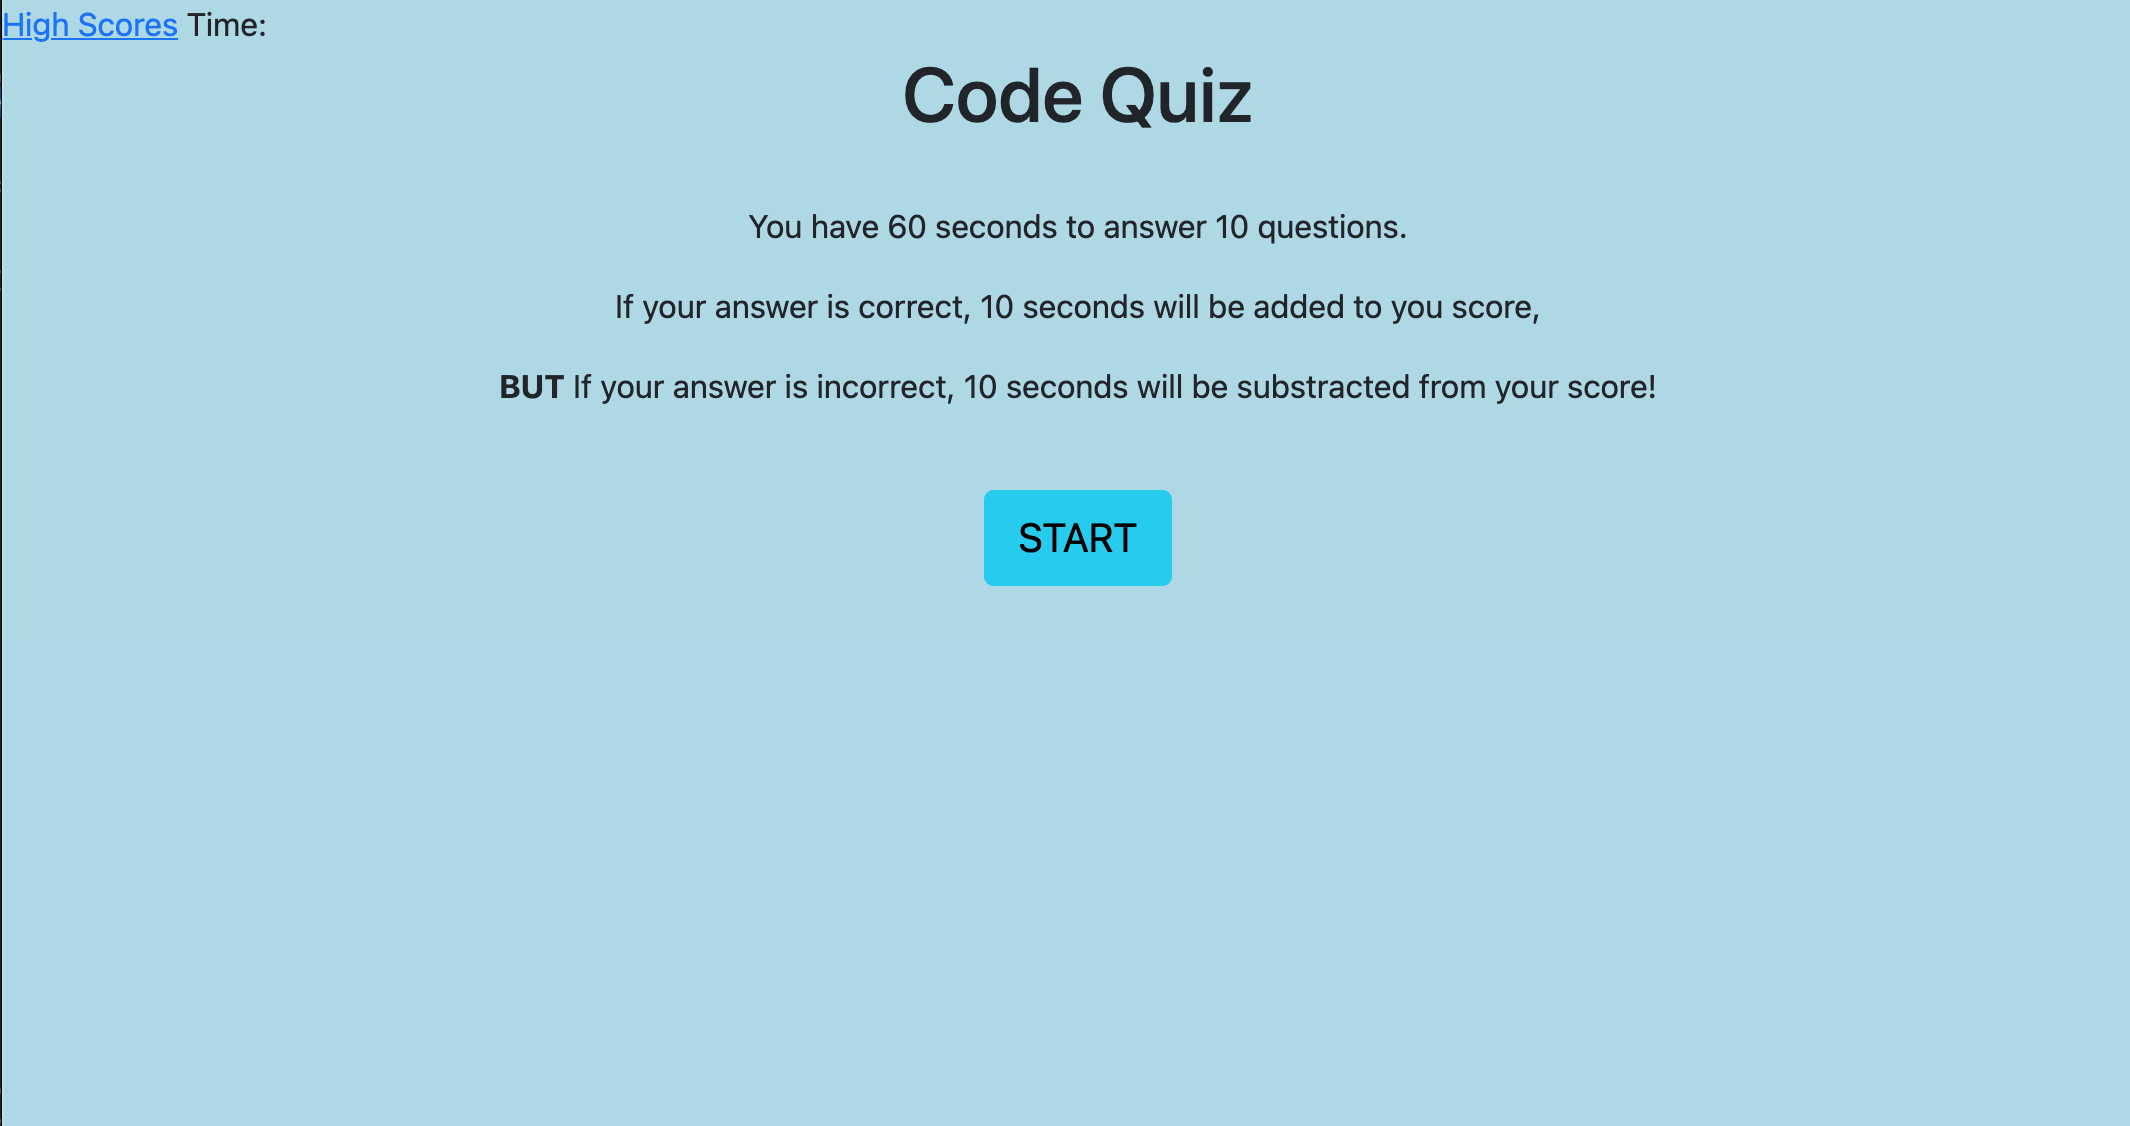 High Scores Time:
Code Quiz
You have 60 seconds to answer 10 questions.
If your answer is correct, 10 seconds will be added to you score,
BUT If your answer is incorrect, 10 seconds will be substracted from your score!
START